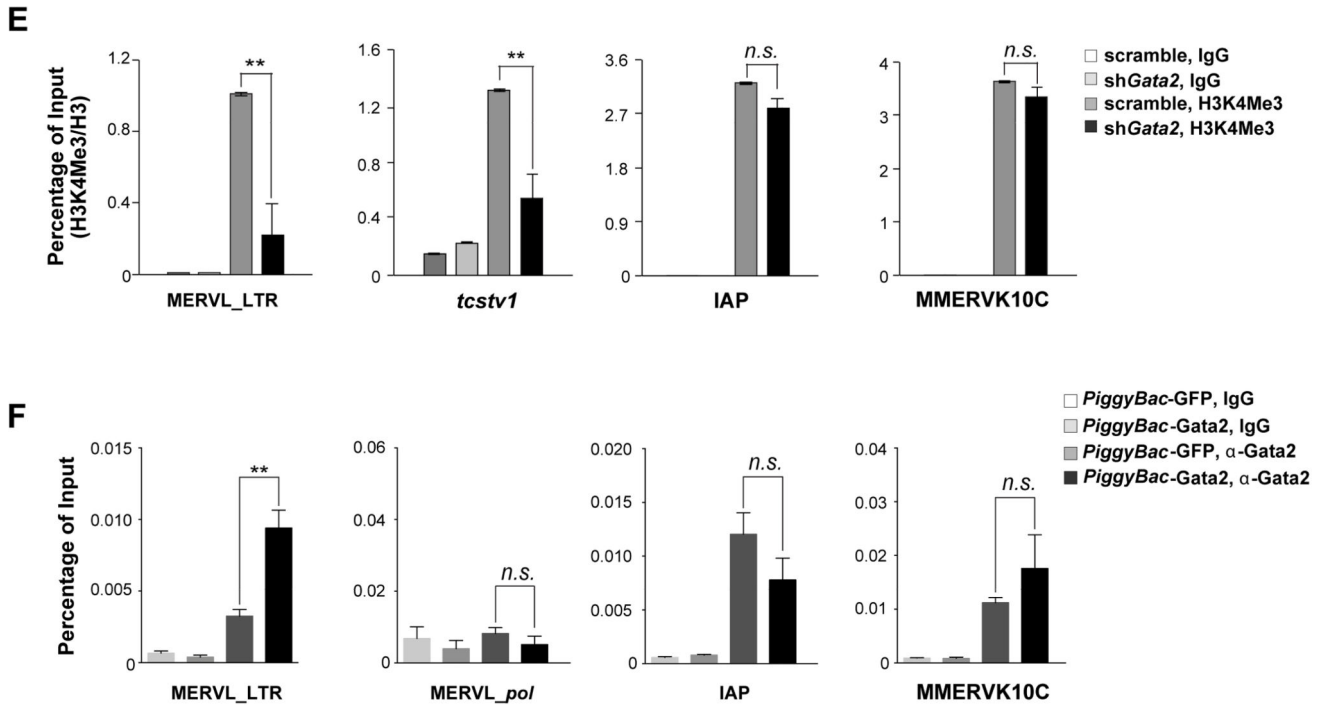 E
Percentage of Input
(H3K4Me3/H3)
1.2
1.0
0.4
0
**
MERVL_LTR
1.6
1.2
0.8
0.4
0
**
tcstv1
3.6
2.7
1.8
0.9
0
n.s.
IAP
4
3
2
1
0
n.s.
MMERVK10C
scramble, IgG
shGata2, IgG
scramble, H3K4Me3
shGata2, H3K4Me3
F
Percentage of Input
0.015
0.010
0.005
0
**
MERVL_LTR
0.06
0.04
0.02
0
n.s.
MERVL_pol
0.020
0.015
0.010
0.005
0
n.s.
IAP
0.04
0.03
0.02
0.01
0
n.s.
MMERVK10C
PiggyBac-GFP, IgG
PiggyBac-Gata2, IgG
PiggyBac-GFP, α-Gata2
PiggyBac-Gata2, α-Gata2